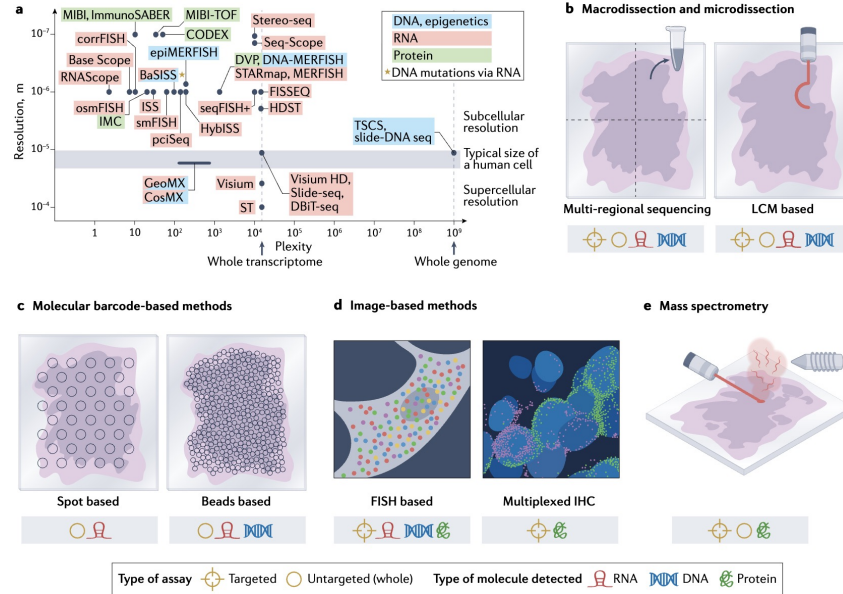 a
Resolution, m
10⁻⁷
10⁻⁶
10⁻⁵
10⁻⁴
MIBI, ImmunoSABER
MIBI-TOF
CODEX
corrFISH
epiMERFISH
Base Scope
RNAScope
BaSISS
osmFISH
IMC
ISS
smFISH
pciSeq
HybISS
Stereo-seq
Seq-Scope
DVP, DNA-MERFISH
STARmap, MERFISH
seqFISH+
FISSEQ
HDST
GeoMX
CosMX
Visium
ST
Visium HD,
Slide-seq,
DBiT-seq
TSCS,
slide-DNA seq
DNA, epigenetics
RNA
Protein
★DNA mutations via RNA
Subcellular
resolution
Typical size of
a human cell
Supercellular
resolution
1 10 10² 10³ 10⁴ 10⁵ 10⁶ 10⁷ 10⁸ 10⁹
Plexity
Whole transcriptome
Whole genome
b Macrodissection and microdissection
Multi-regional sequencing
LCM based
c Molecular barcode-based methods
Spot based
Beads based
d Image-based methods
FISH based
Multiplexed IHC
e Mass spectrometry
Type of assay Targeted Untargeted (whole) Type of molecule detected RNA DNA Protein